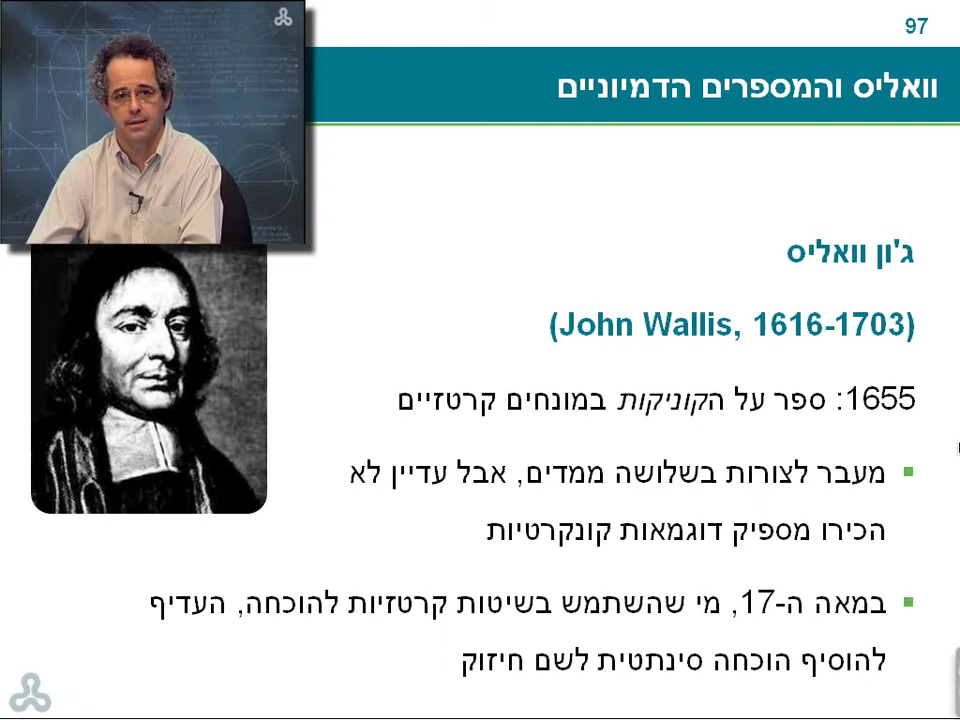 97
וואליס והמספרים הדמיוניים
ג'ון וואליס
(John Wallis, 1616-1703)
1655: ספר על הקוניקות במונחים קרטזיים
▪ מעבר לצורות בשלושה ממדים, אבל עדיין לא
הכירו מספיק דוגמאות קונקרטיות
▪ במאה ה-17, מי שהשתמש בשיטות קרטזיות להוכחה, העדיף
להוסיף הוכחה סינתטית לשם חיזוק